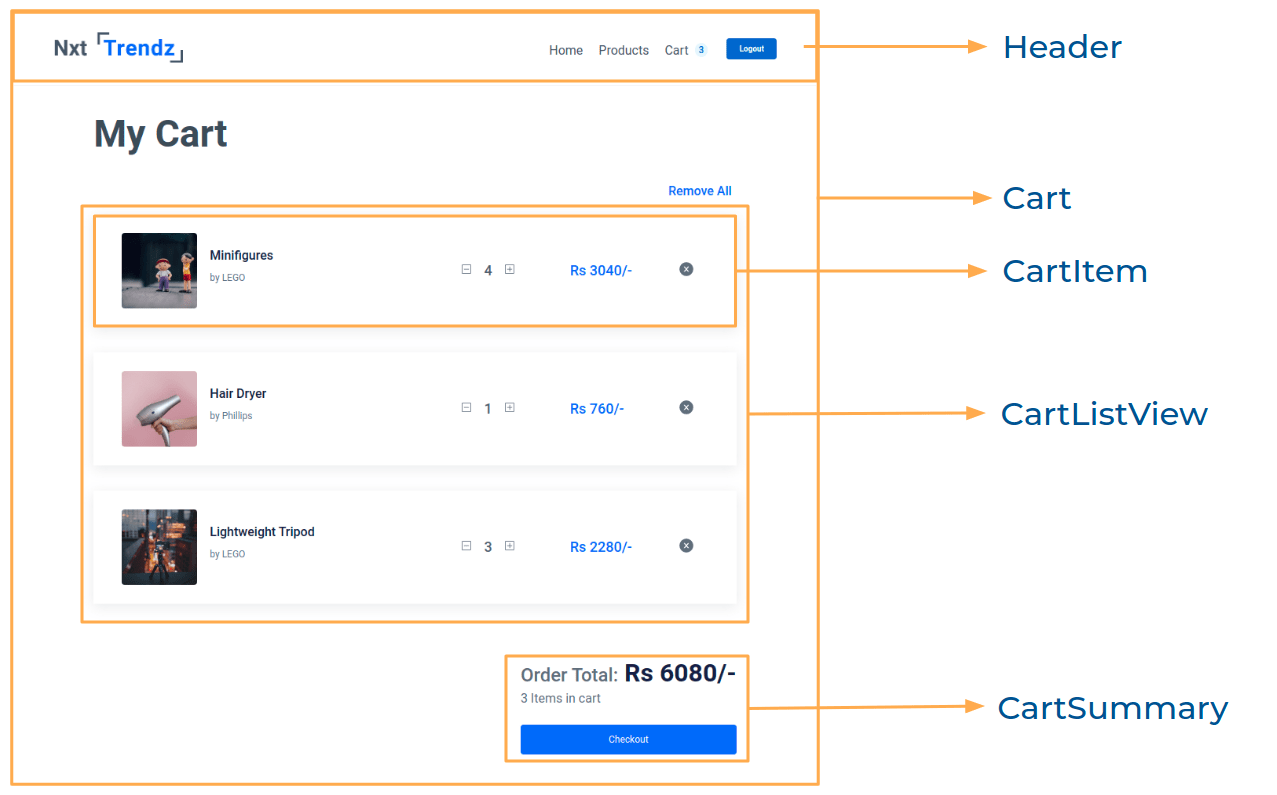 Nxt Trendz
Home Products Cart 3 Logout
Header
My Cart
Remove All
Cart
Minifigures
by LEGO
4
Rs 3040/-
CartItem
Hair Dryer
by Phillips
1
Rs 760/-
CartListView
Lightweight Tripod
by LEGO
3
Rs 2280/-
Order Total: Rs 6080/-
3 Items in cart
Checkout
CartSummary